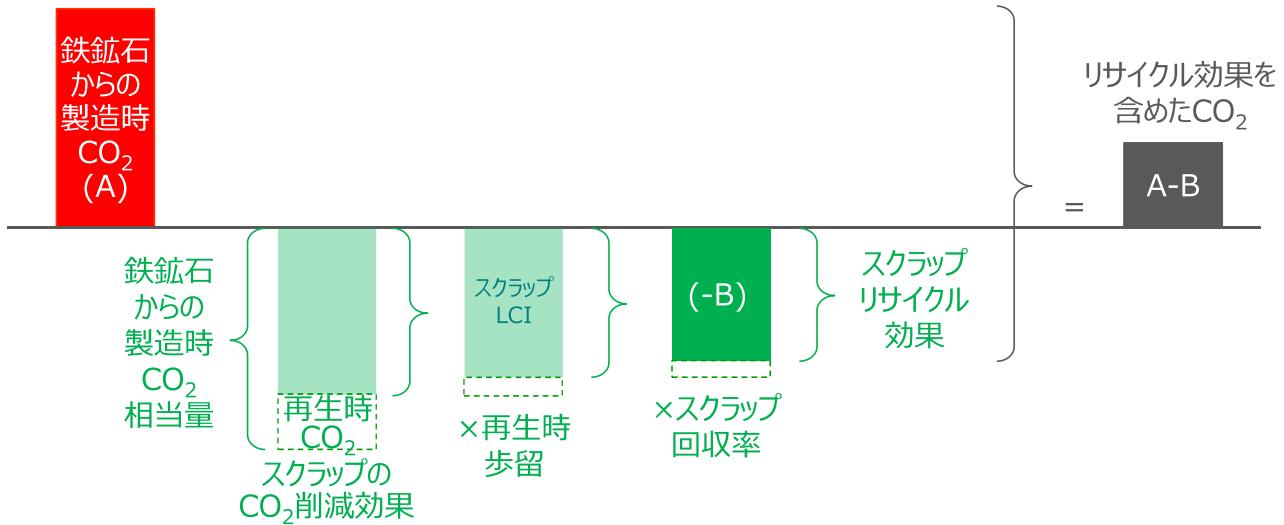 鉄鉱石
からの
製造時
CO2
(A)
リサイクル効果を
含めたCO2
A-B
=
鉄鉱石
からの
製造時
CO2
相当量
再生時
CO2
スクラップの
CO2削減効果
スクラップ
LCI
×再生時
歩留
(-B)
×スクラップ
回収率
スクラップ
リサイクル
効果